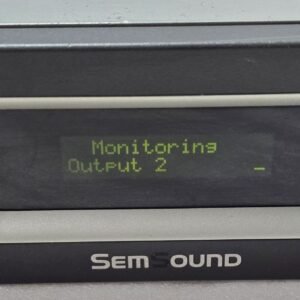 Monitoring
Output 2 _
SEMSOUND